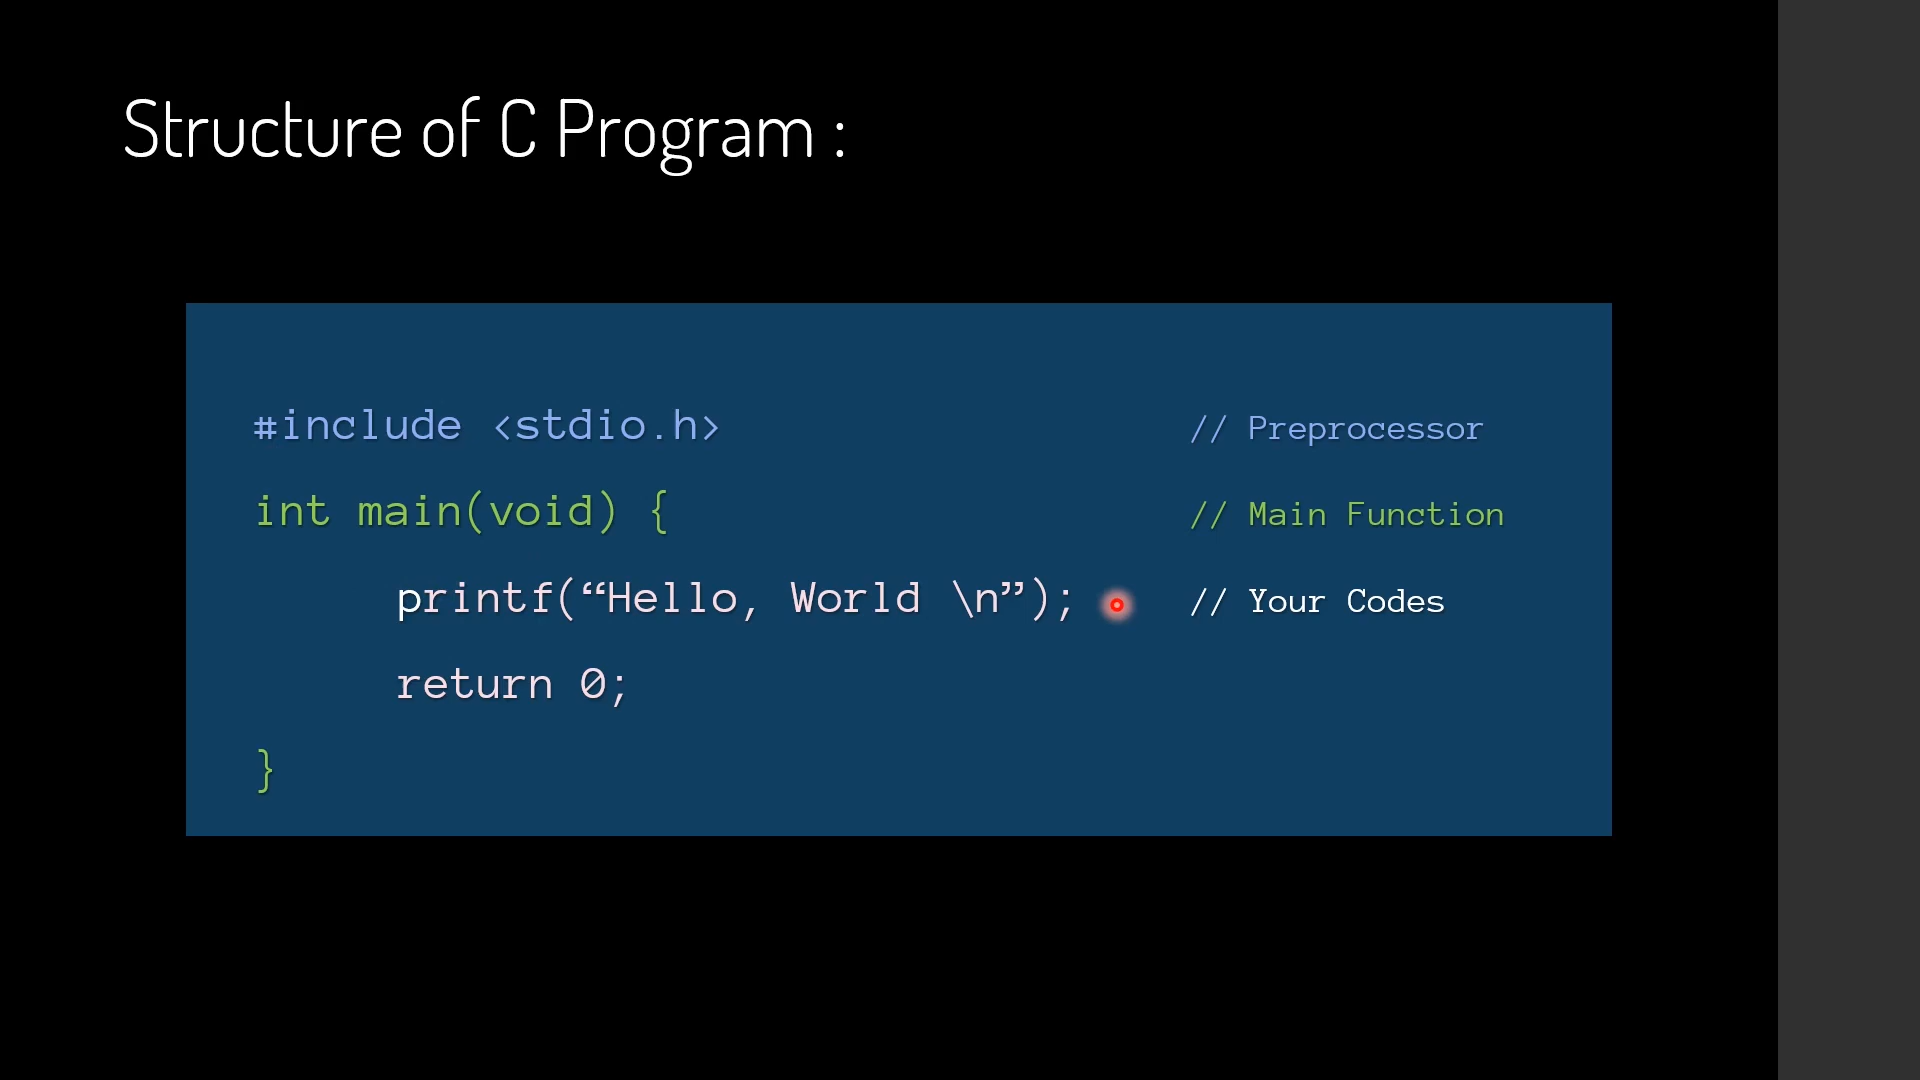 Structure of C Program :
#include <stdio.h> // Preprocessor
int main(void) { // Main Function
printf(“Hello, World \n”); // Your Codes
return 0;
}